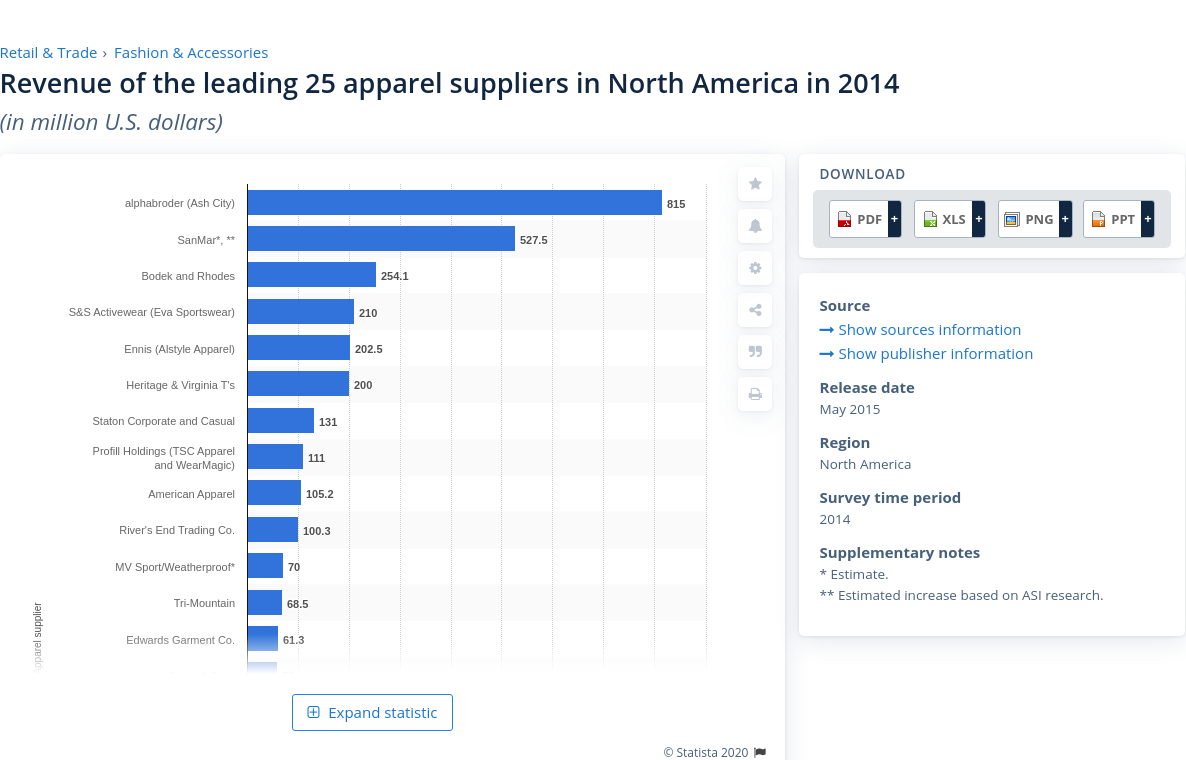 Retail & Trade › Fashion & Accessories
Revenue of the leading 25 apparel suppliers in North America in 2014
(in million U.S. dollars)
alphabroder (Ash City) 815
SanMar*, ** 527.5
Bodek and Rhodes 254.1
S&S Activewear (Eva Sportswear) 210
Ennis (Alstyle Apparel) 202.5
Heritage & Virginia T's 200
Staton Corporate and Casual 131
Profill Holdings (TSC Apparel
and WearMagic) 111
American Apparel 105.2
River's End Trading Co. 100.3
MV Sport/Weatherproof* 70
Tri-Mountain 68.5
Edwards Garment Co. 61.3
Apparel supplier
Expand statistic
© Statista 2020
DOWNLOAD
PDF + XLS + PNG + PPT +
Source
Show sources information
Show publisher information
Release date
May 2015
Region
North America
Survey time period
2014
Supplementary notes
* Estimate.
** Estimated increase based on ASI research.